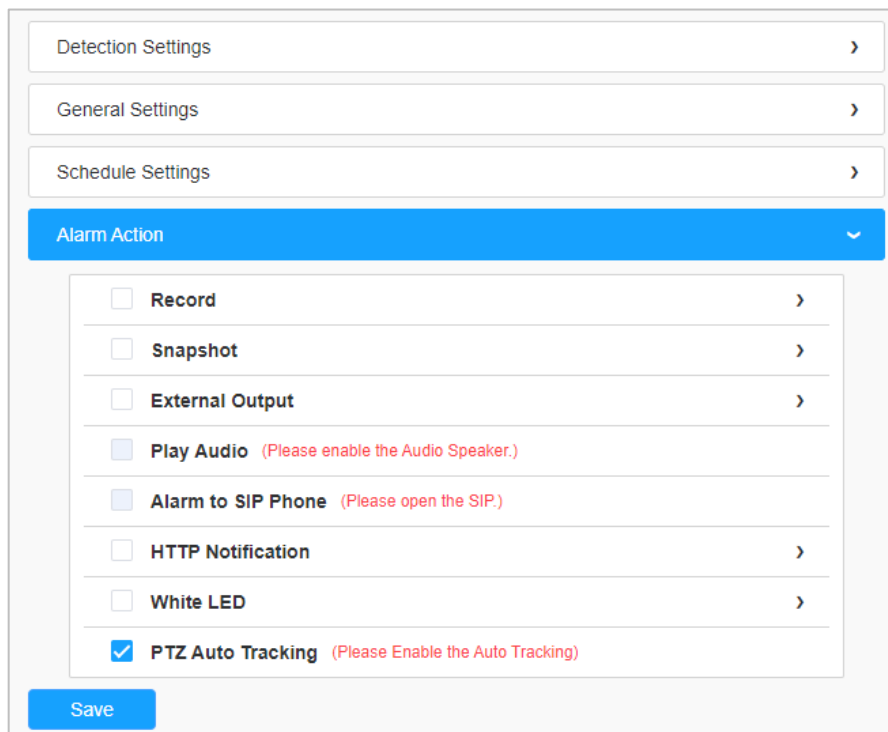 Detection Settings
General Settings
Schedule Settings
Alarm Action
Record
Snapshot
External Output
Play Audio (Please enable the Audio Speaker.)
Alarm to SIP Phone (Please open the SIP.)
HTTP Notification
White LED
PTZ Auto Tracking (Please Enable the Auto Tracking)
Save